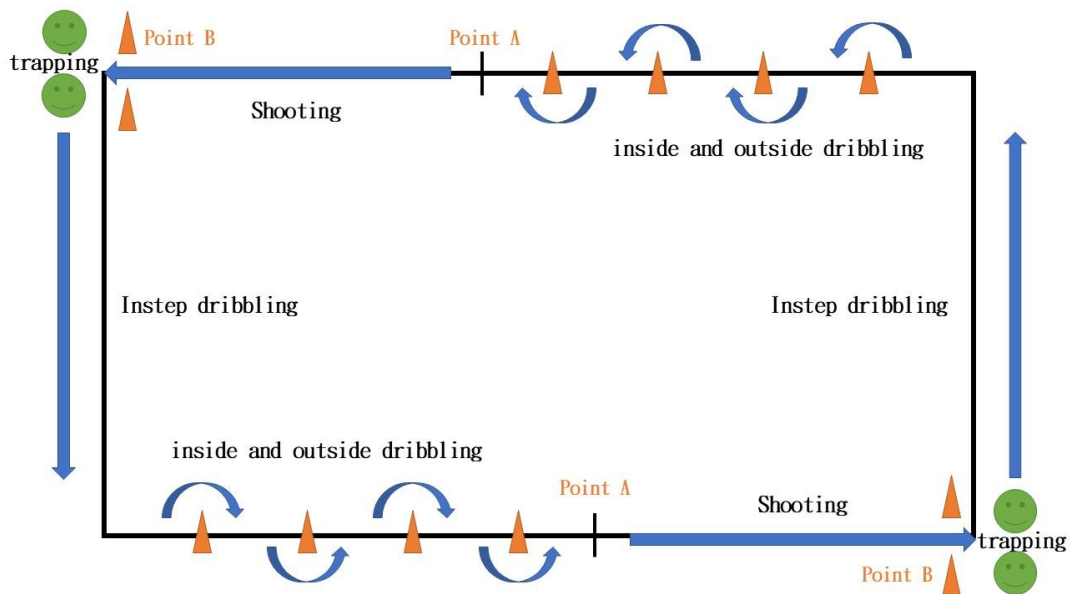 Point B
Point A
trapping
Shooting
inside and outside dribbling
Instep dribbling
Instep dribbling
inside and outside dribbling
Point A
Shooting
trapping
Point B